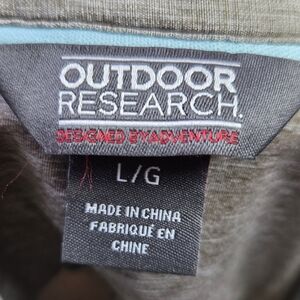 OUTDOOR
RESEARCH.
DESIGNED BY ADVENTURE
L/G
MADE IN CHINA
FABRIQUÉ EN
CHINE